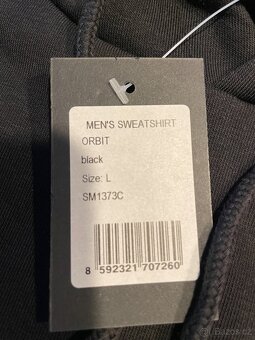 MEN'S SWEATSHIRT
ORBIT
black
Size: L
SM1373C
8 592321 707260